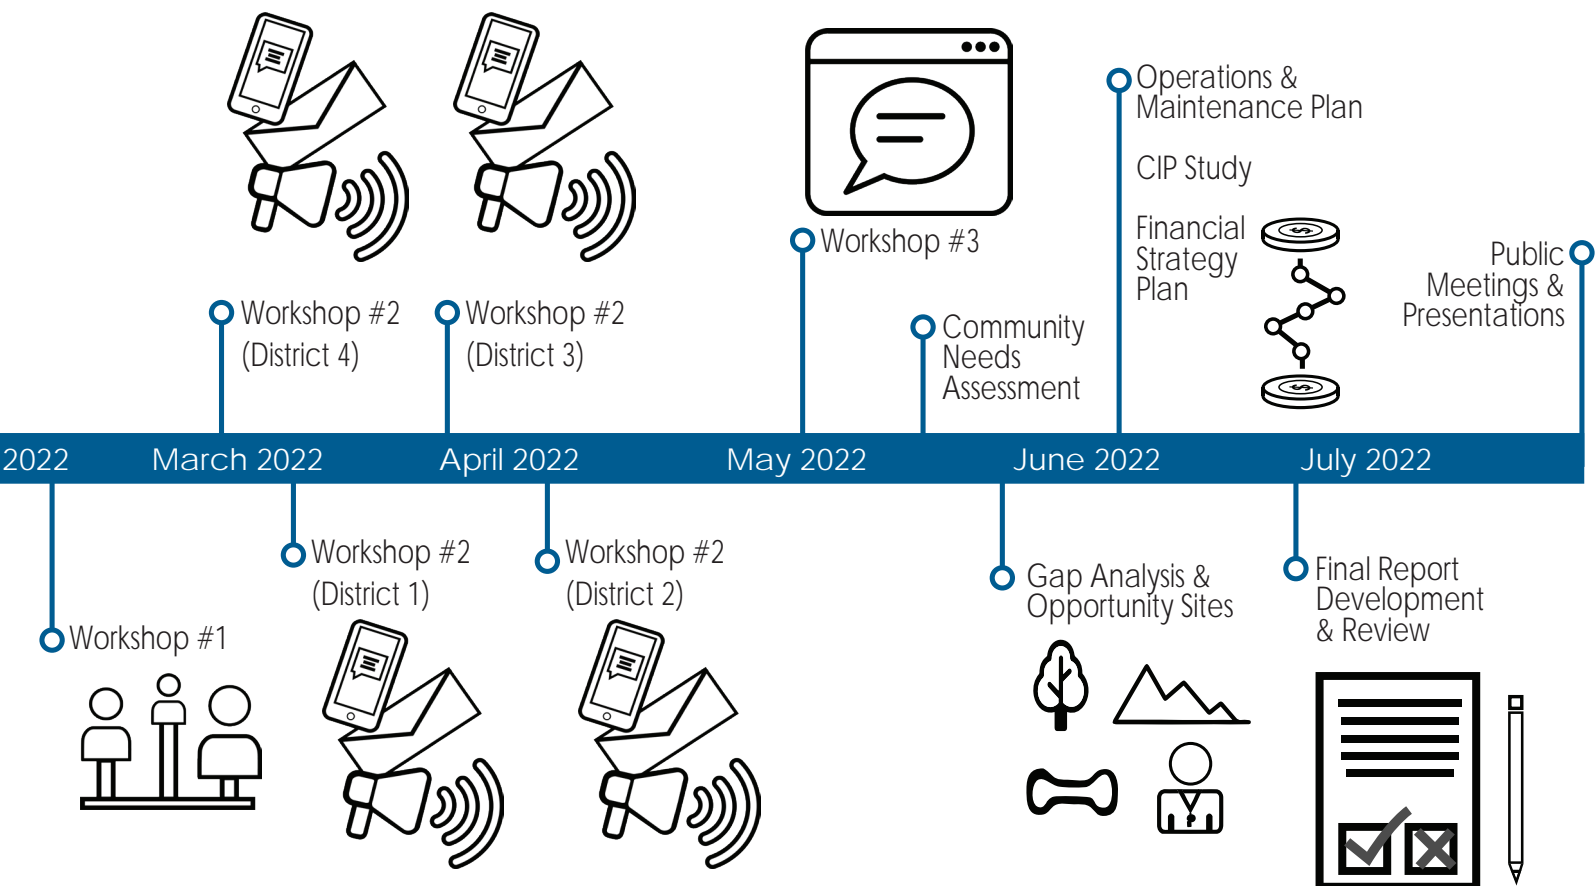 Operations &
Maintenance Plan
CIP Study
Financial
Strategy
Plan
Workshop #3
Public
Meetings &
Presentations
Workshop #2
(District 4)
Workshop #2
(District 3)
Community
Needs
Assessment
2022
March 2022
April 2022
May 2022
June 2022
July 2022
Workshop #2
(District 1)
Workshop #2
(District 2)
Gap Analysis &
Opportunity Sites
Final Report
Development
& Review
Workshop #1
$
$